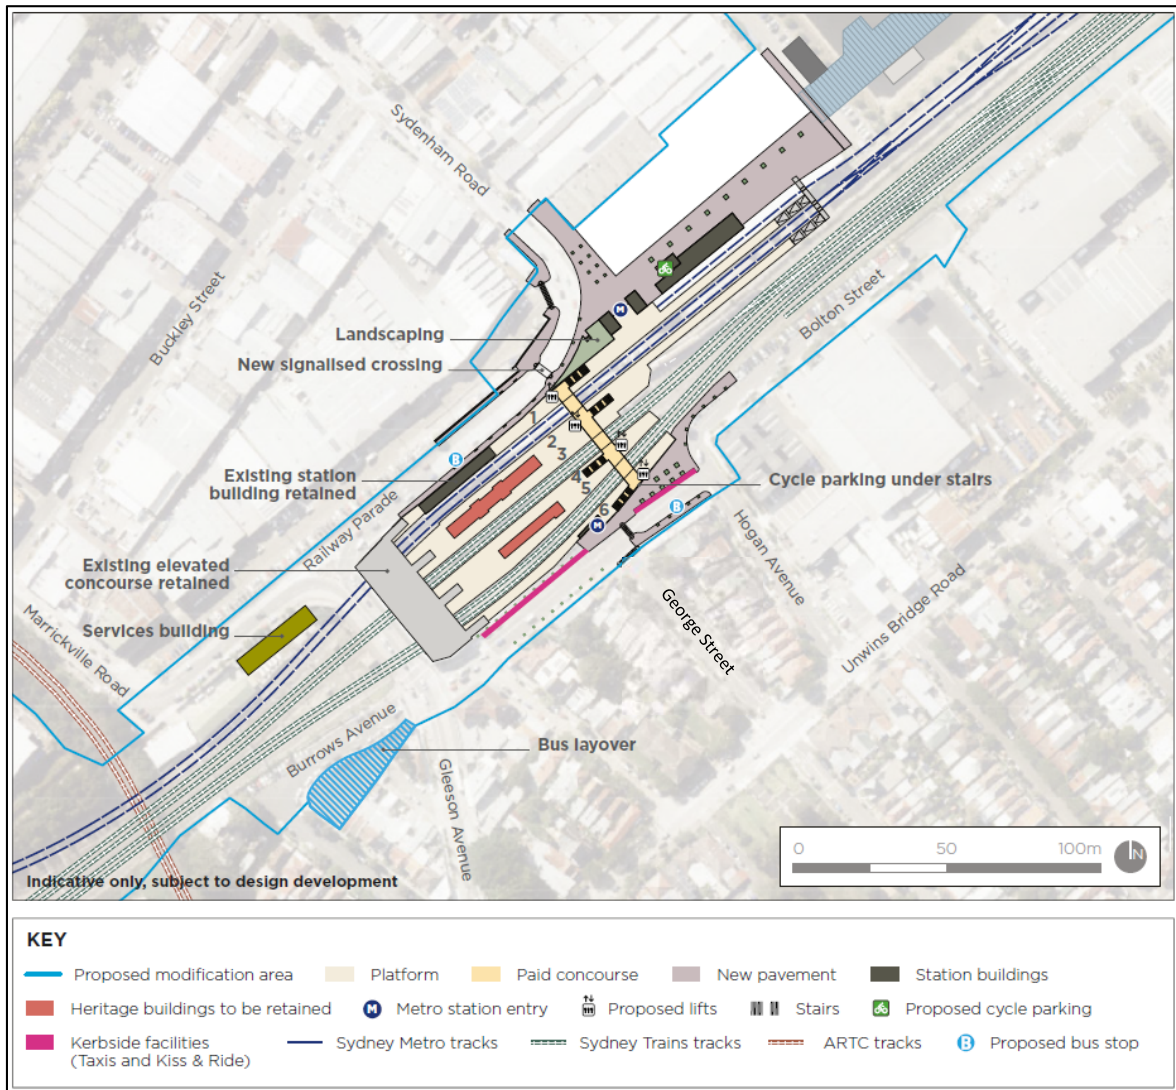 Sydenham Road
Buckley Street
Landscaping
New signalised crossing
Bolton Street
M
1
2
3
4
5
6
B
Existing station
building retained
Cycle parking under stairs
B
M
Railway Parade
Hogan Avenue
Existing elevated
concourse retained
George Street
Unwins Bridge Road
Marrickville Road
Services building
Burrows Avenue
Bus layover
Gleeson Avenue
0 50 100m
N
Indicative only, subject to design development
KEY
Proposed modification area Platform Paid concourse New pavement Station buildings
Heritage buildings to be retained M Metro station entry Proposed lifts Stairs Proposed cycle parking
Kerbside facilities Sydney Metro tracks Sydney Trains tracks ARTC tracks B Proposed bus stop
(Taxis and Kiss & Ride)